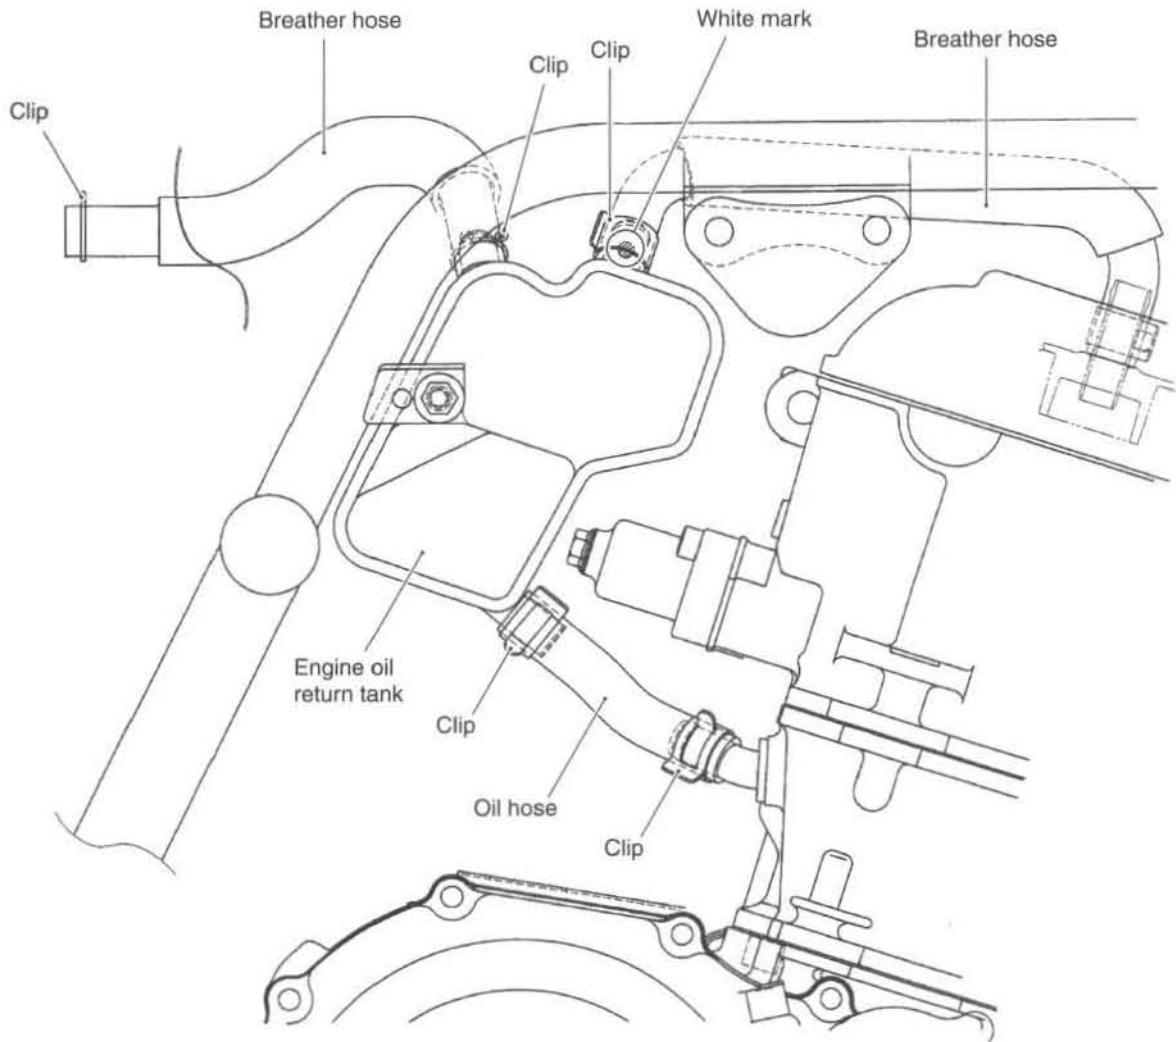 Breather hose
White mark
Clip
Clip
Breather hose
Clip
Engine oil
return tank
Clip
Oil hose
Clip